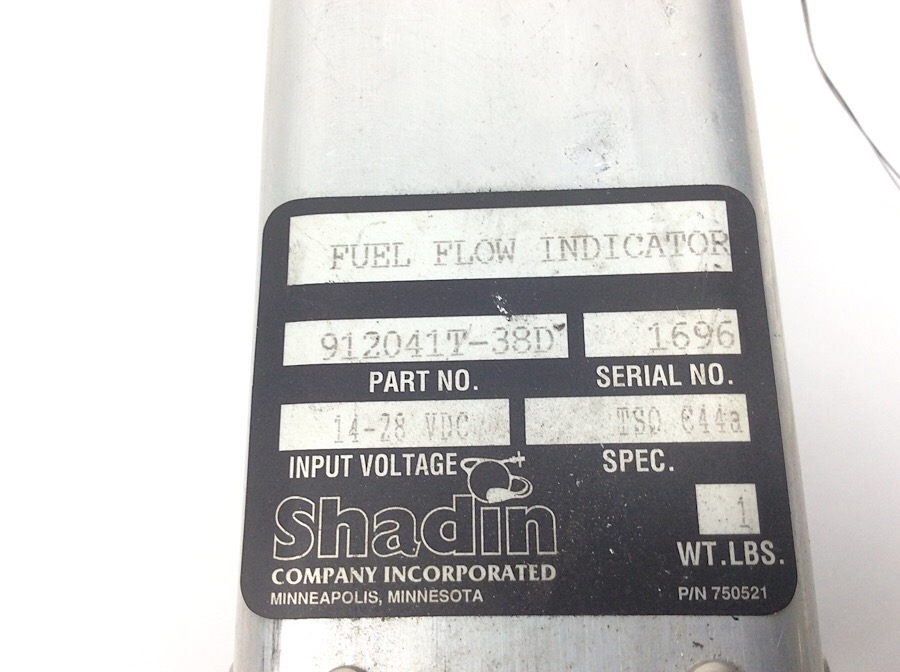 FUEL FLOW INDICATOR
912041T-38D 1696
PART NO. SERIAL NO.
14-28 VDC TSO C44a
INPUT VOLTAGE SPEC.
Shadin 1
COMPANY INCORPORATED WT.LBS.
MINNEAPOLIS, MINNESOTA P/N 750521